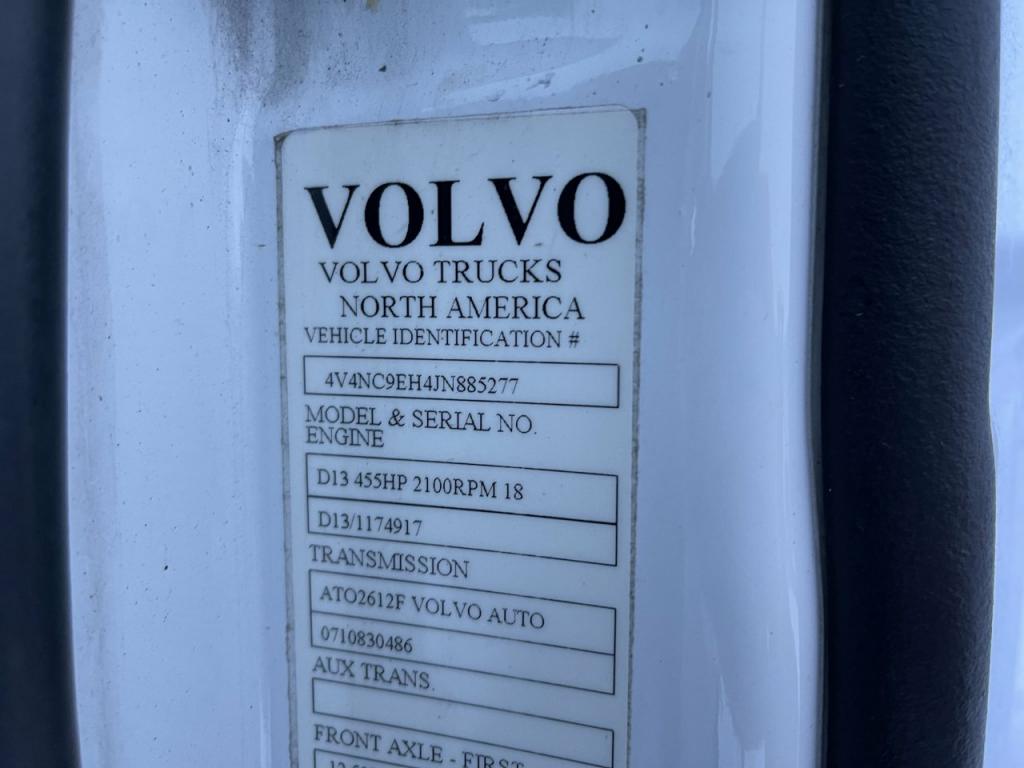 VOLVO
VOLVO TRUCKS
NORTH AMERICA
VEHICLE IDENTIFICATION #
4V4NC9EH4JN885277
MODEL & SERIAL NO.
ENGINE
D13 455HP 2100RPM 18
D13/1174917
TRANSMISSION
ATO2612F VOLVO AUTO
0710830486
AUX TRANS.
FRONT AXLE - FIRST